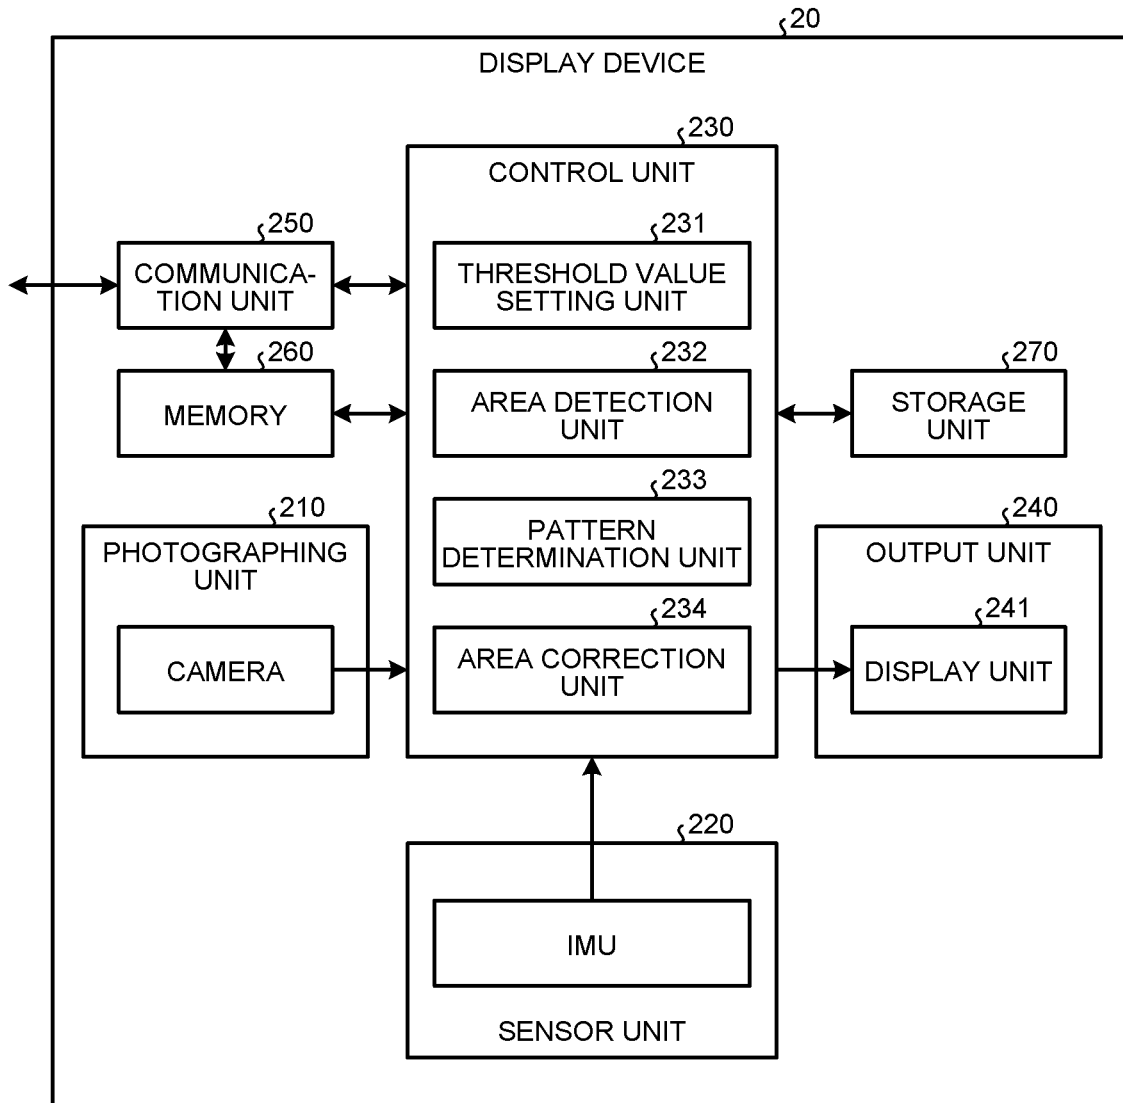 20
DISPLAY DEVICE
230
CONTROL UNIT
250
COMMUNICA-
TION UNIT
231
THRESHOLD VALUE
SETTING UNIT
260
MEMORY
232
AREA DETECTION
UNIT
270
STORAGE
UNIT
233
PATTERN
DETERMINATION UNIT
210
PHOTOGRAPHING
UNIT
CAMERA
234
AREA CORRECTION
UNIT
240
OUTPUT UNIT
241
DISPLAY UNIT
220
IMU
SENSOR UNIT